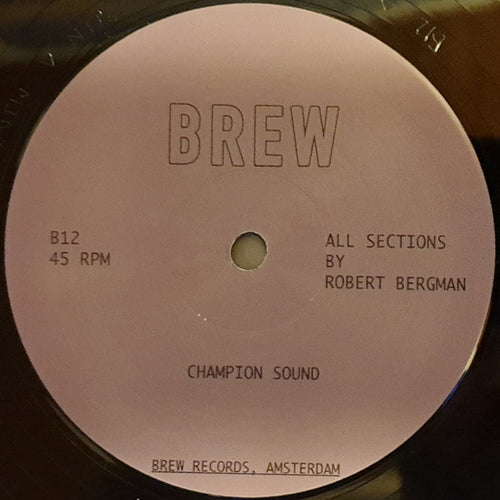 BREW
B12
45 RPM
ALL SECTIONS
BY
ROBERT BERGMAN
CHAMPION SOUND
BREW RECORDS, AMSTERDAM